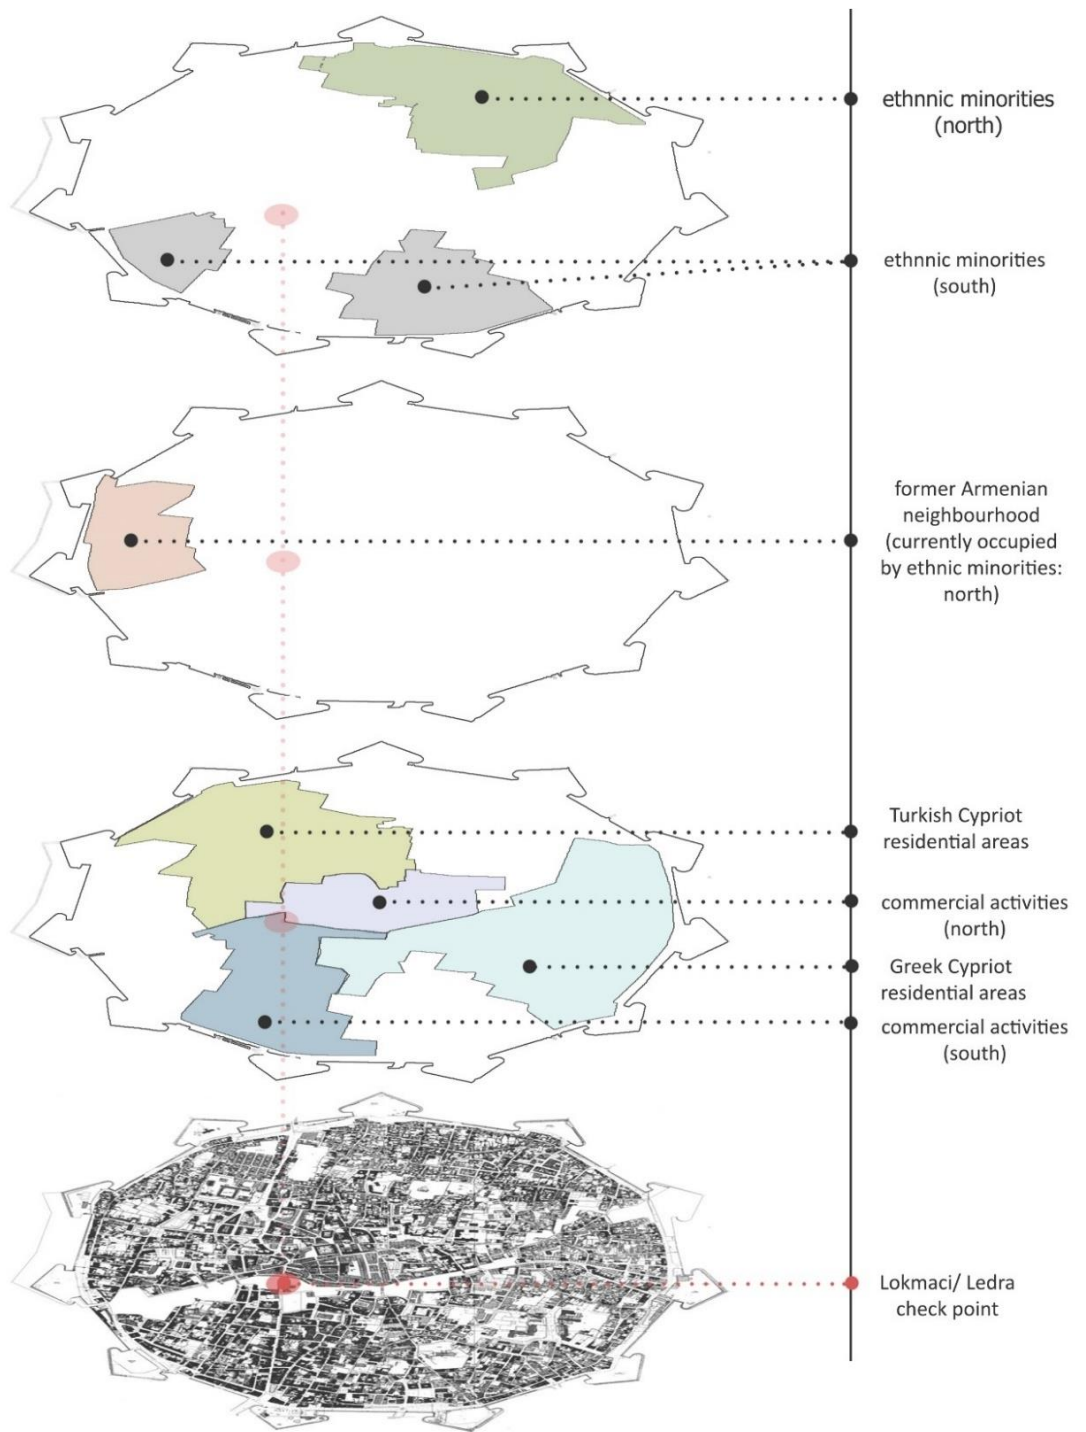 ethnnic minorities
(north)
ethnnic minorities
(south)
former Armenian
neighbourhood
(currently occupied
by ethnic minorities:
north)
Turkish Cypriot
residential areas
commercial activities
(north)
Greek Cypriot
residential areas
commercial activities
(south)
Lokmaci/ Ledra
check point